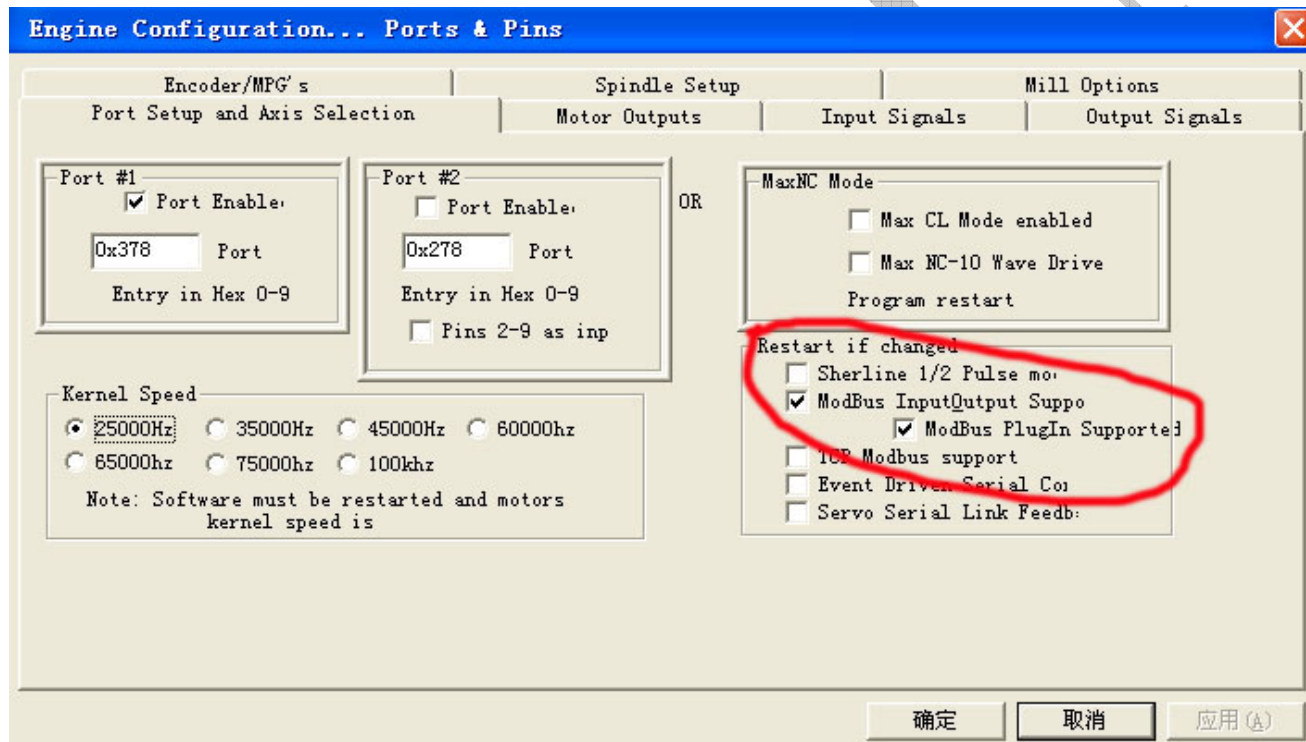 Engine Configuration... Ports & Pins
Encoder/MPG's Spindle Setup Mill Options
Port Setup and Axis Selection Motor Outputs Input Signals Output Signals
Port #1
Port Enable
0x378 Port
Entry in Hex 0-9
Port #2
Port Enable
0x278 Port
Entry in Hex 0-9
Pins 2-9 as inp
OR
MaxNC Mode
Max CL Mode enabled
Max NC-10 Wave Drive
Program restart
Restart if changed
Sherline 1/2 Pulse mo
ModBus InputOutput Suppo
ModBus PlugIn Supported
TCP Modbus support
Event Driven Serial Co
Servo Serial Link Feedb
Kernel Speed
25000Hz 35000Hz 45000Hz 60000hz
65000hz 75000hz 100khz
Note: Software must be restarted and motors
kernel speed is
确定 取消 应用(A)